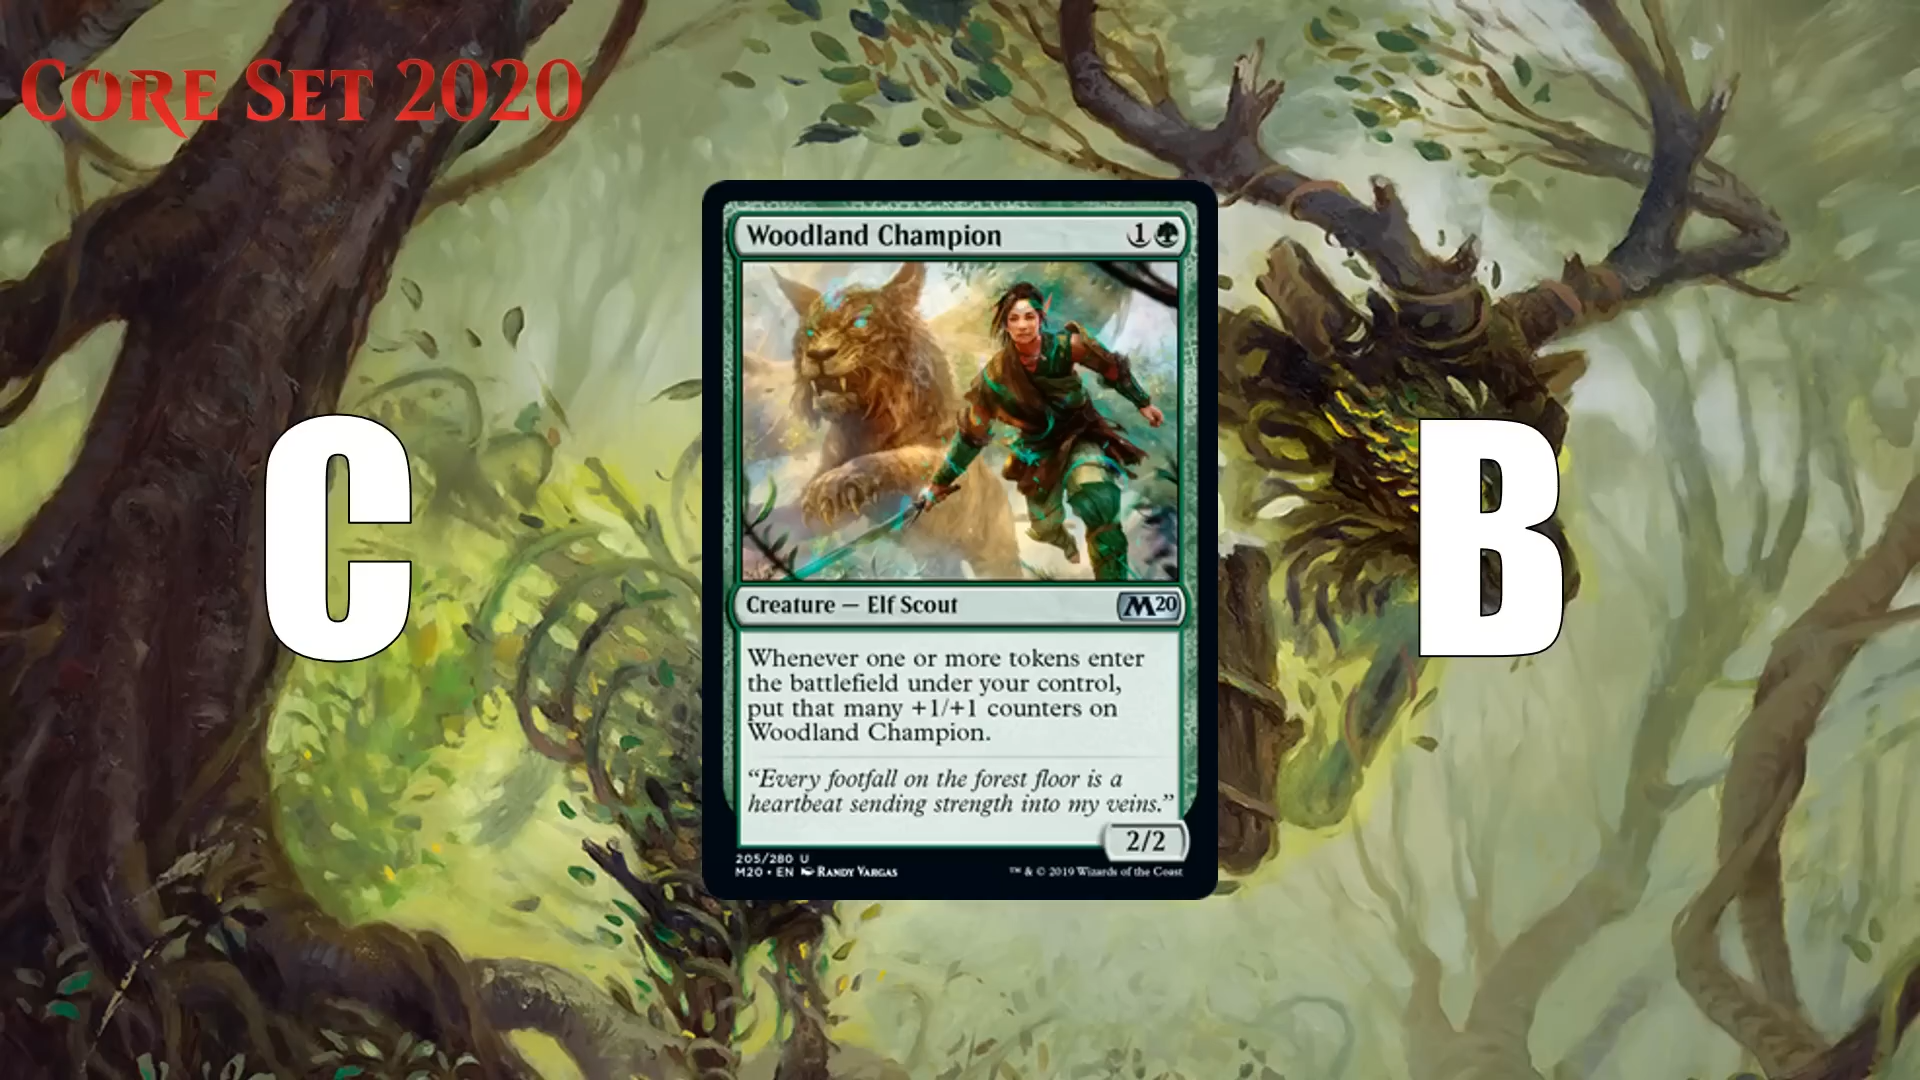 Core Set 2020
Woodland Champion 1
C
B
Creature — Elf Scout M20
Whenever one or more tokens enter
the battlefield under your control,
put that many +1/+1 counters on
Woodland Champion.
“Every footfall on the forest floor is a
heartbeat sending strength into my veins.”
2/2
205/280 U
M20 • EN Randy Vargas ™ & © 2019 Wizards of the Coast